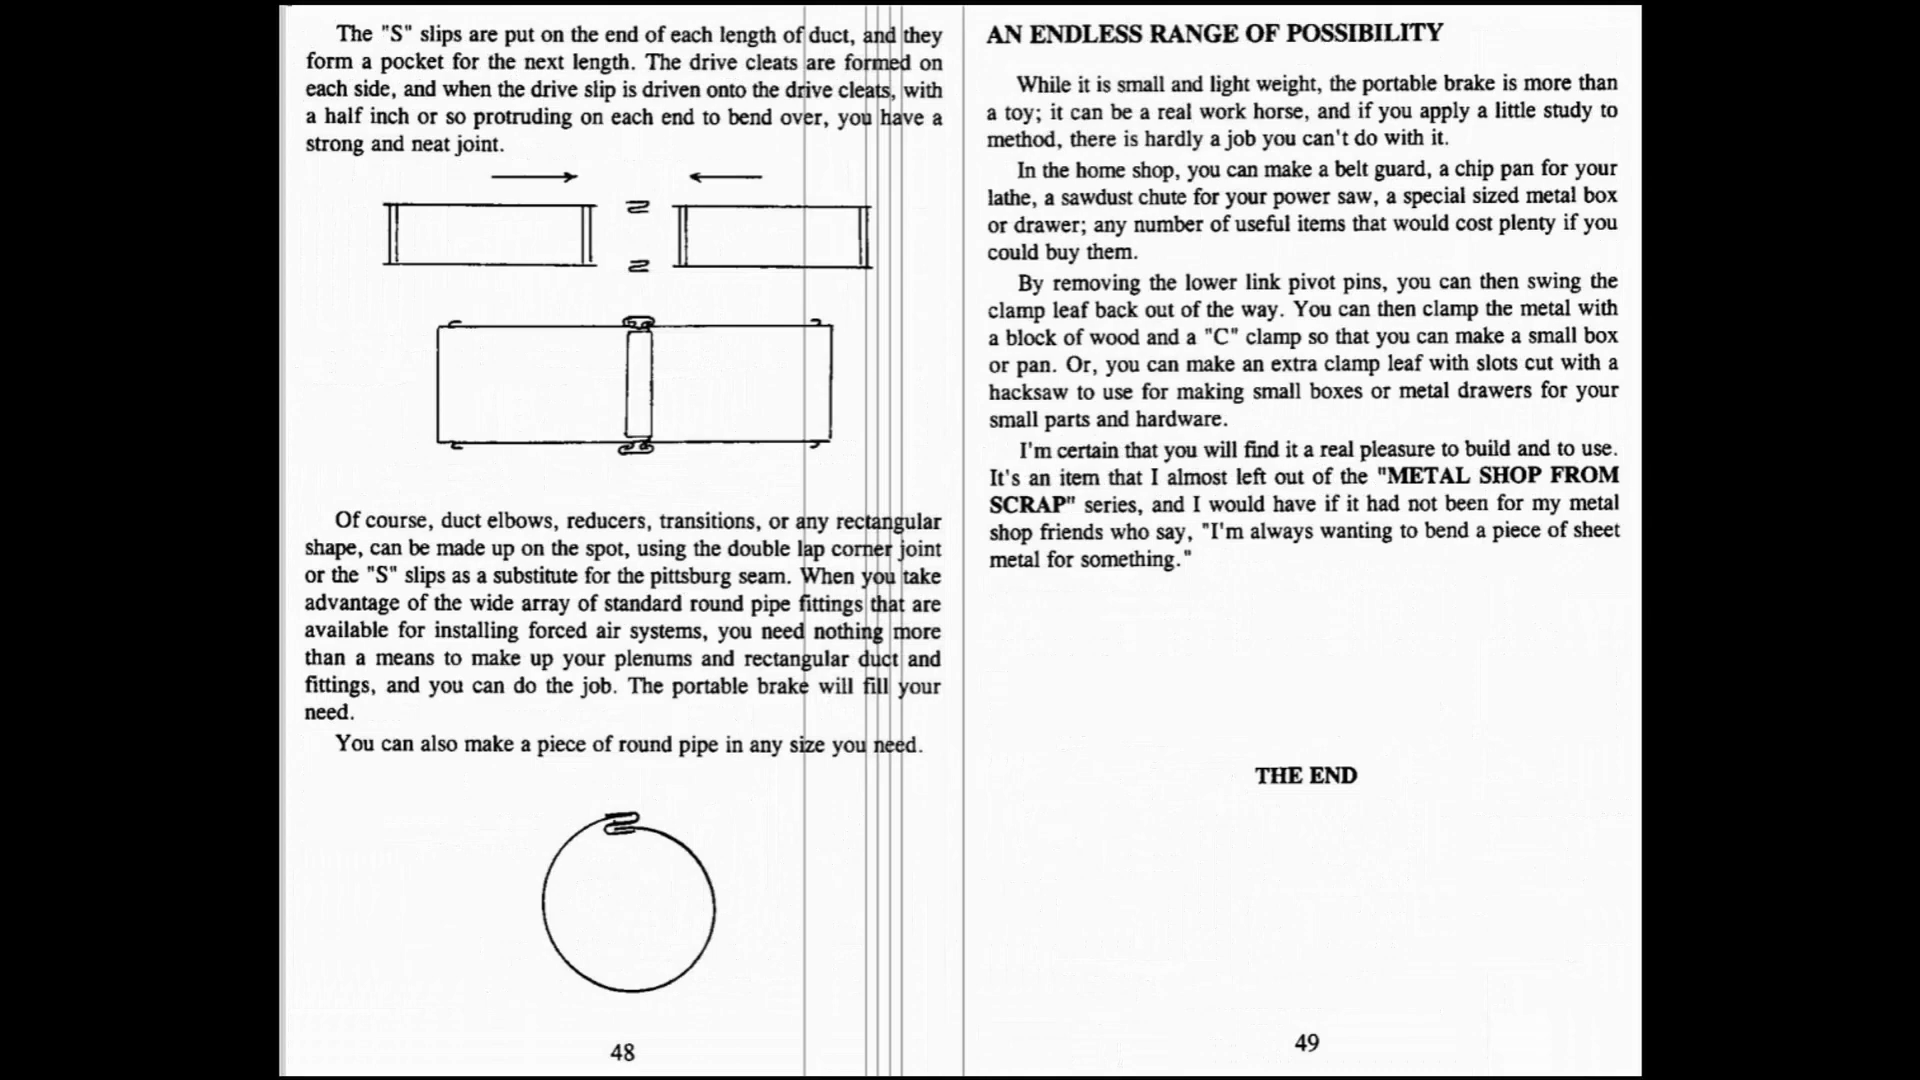 The "S" slips are put on the end of each length of duct, and they
form a pocket for the next length. The drive cleats are formed on
each side, and when the drive slip is driven onto the drive cleats, with
a half inch or so protruding on each end to bend over, you have a
strong and neat joint.
Of course, duct elbows, reducers, transitions, or any rectangular
shape, can be made up on the spot, using the double lap corner joint
or the "S" slips as a substitute for the pittsburg seam. When you take
advantage of the wide array of standard round pipe fittings that are
available for installing forced air systems, you need nothing more
than a means to make up your plenums and rectangular duct and
fittings, and you can do the job. The portable brake will fill your
need.
You can also make a piece of round pipe in any size you need.
48
AN ENDLESS RANGE OF POSSIBILITY
While it is small and light weight, the portable brake is more than
a toy; it can be a real work horse, and if you apply a little study to
method, there is hardly a job you can't do with it.
In the home shop, you can make a belt guard, a chip pan for your
lathe, a sawdust chute for your power saw, a special sized metal box
or drawer; any number of useful items that would cost plenty if you
could buy them.
By removing the lower link pivot pins, you can then swing the
clamp leaf back out of the way. You can then clamp the metal with
a block of wood and a "C" clamp so that you can make a small box
or pan. Or, you can make an extra clamp leaf with slots cut with a
hacksaw to use for making small boxes or metal drawers for your
small parts and hardware.
I'm certain that you will find it a real pleasure to build and to use.
It's an item that I almost left out of the "METAL SHOP FROM
SCRAP" series, and I would have if it had not been for my metal
shop friends who say, "I'm always wanting to bend a piece of sheet
metal for something."
THE END
49